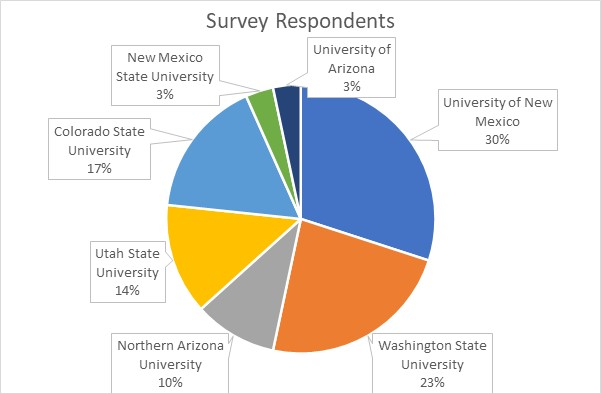 Survey Respondents
University of
Arizona
3%
New Mexico
State University
3%
University of New
Mexico
30%
Colorado State
University
17%
Utah State
University
14%
Northern Arizona
University
10%
Washington State
University
23%